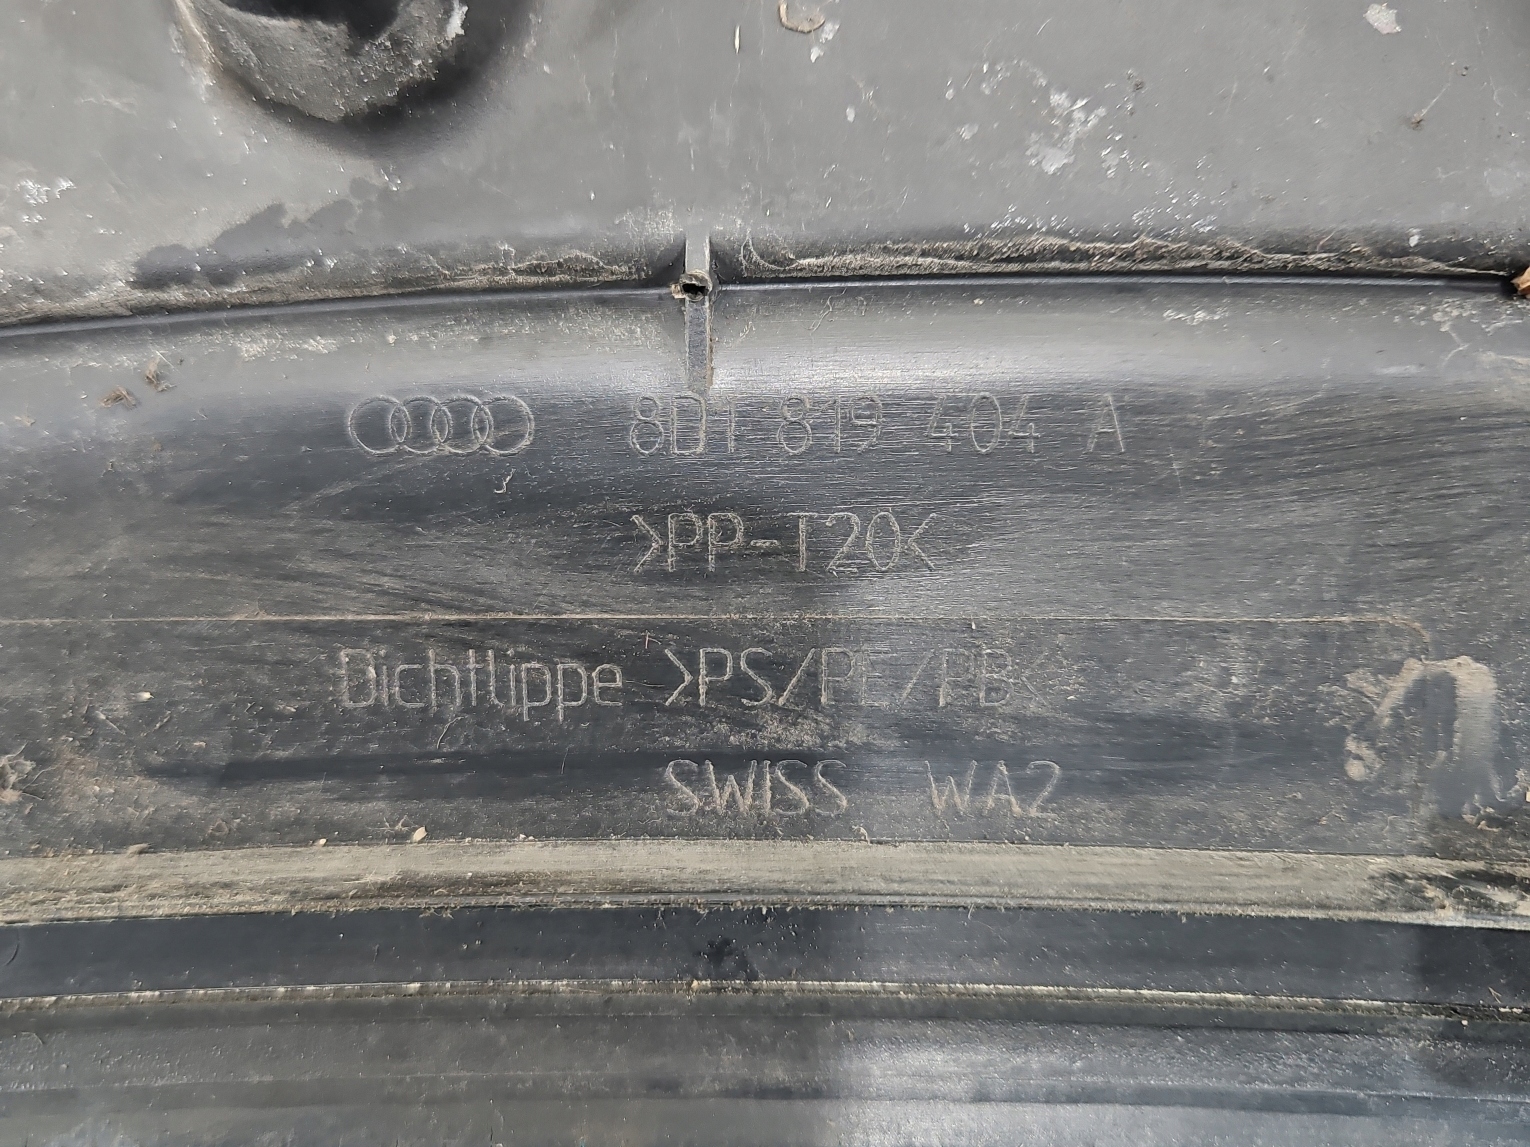 8D1 819 404 A
>PP-T20<
Dichtlippe >PS/PE/PB<
SWISS WA2